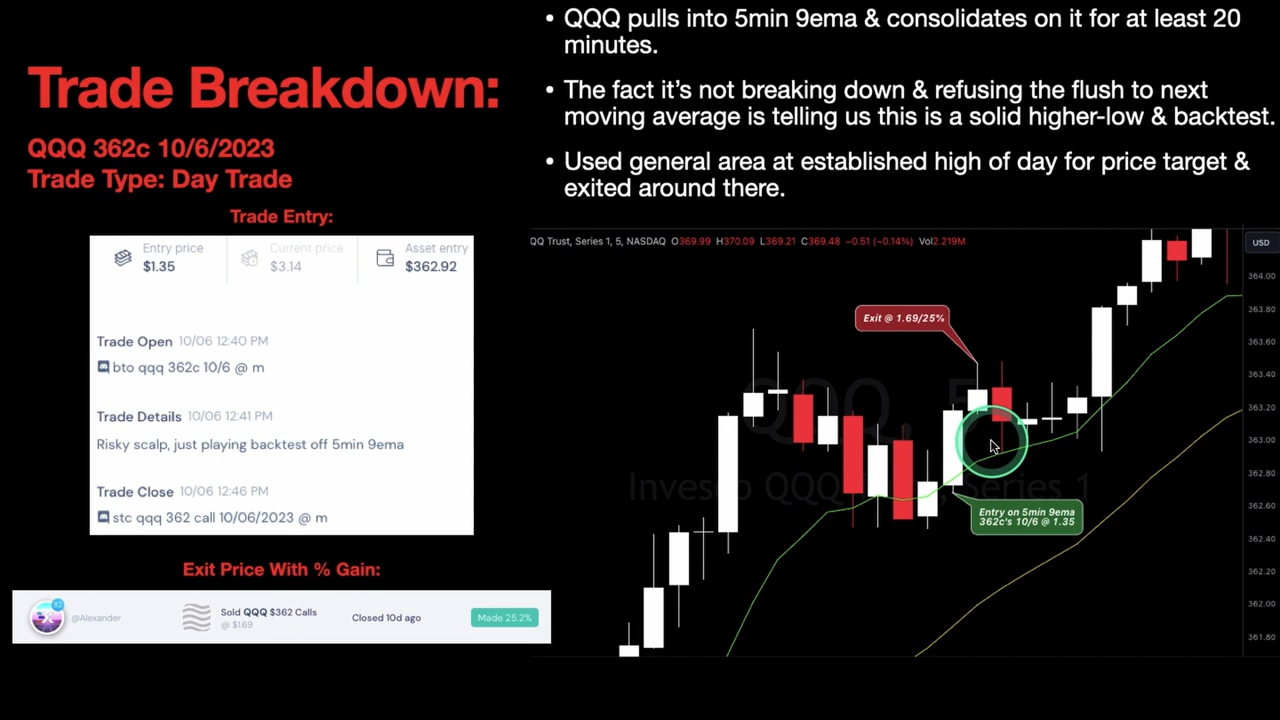 Trade Breakdown:
QQQ 362c 10/6/2023
Trade Type: Day Trade
Trade Entry:
Entry price
$1.35
Current price
$3.14
Asset entry
$362.92
Trade Open 10/06 12:40 PM
bto qqq 362c 10/6 @ m
Trade Details 10/06 12:41 PM
Risky scalp, just playing backtest off 5min 9ema
Trade Close 10/06 12:46 PM
stc qqq 362 call 10/06/2023 @ m
Exit Price With % Gain:
82
@Alexander
Sold QQQ $362 Calls
@ $1.69
Closed 10d ago
Made 25.2%
• QQQ pulls into 5min 9ema & consolidates on it for at least 20
minutes.
• The fact it's not breaking down & refusing the flush to next
moving average is telling us this is a solid higher-low & backtest.
• Used general area at established high of day for price target &
exited around there.
QQ Trust, Series 1, 5, NASDAQ O369.99 H370.09 L369.21 C369.48 −0.51 (−0.14%) Vol2.219M
USD
Exit @ 1.69/25%
QQQ, 5
Invesco QQQ Series 1
Entry on 5min 9ema
362c's 10/6 @ 1.35
364.00
363.80
363.60
363.40
363.20
363.00
362.80
362.60
362.40
362.20
362.00
361.80